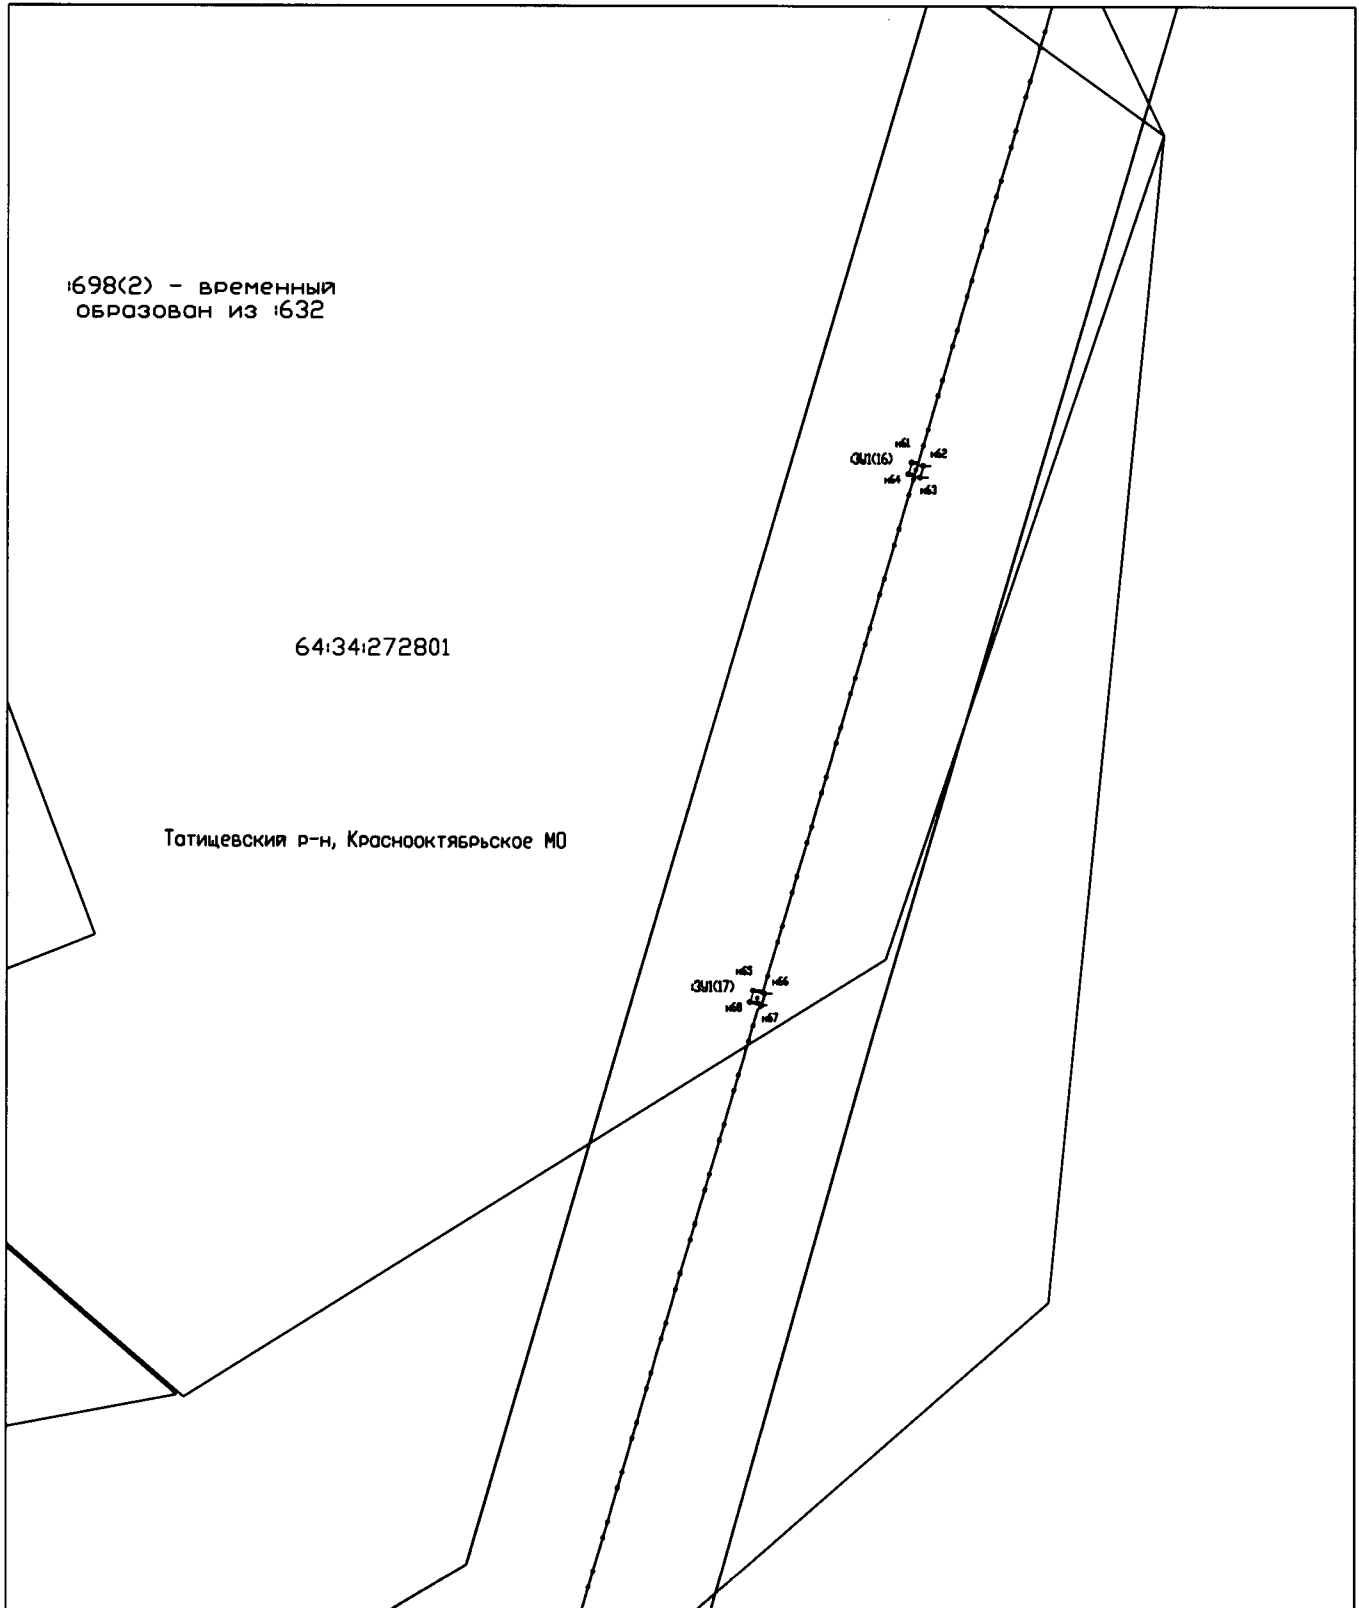 :698(2) - временный
образован из :632
н61
н62
:ЗУ1(16)
н64
н63
64:34:272801
Татищевский р-н, Краснооктябрьское МО
н65
н66
:ЗУ1(17)
н68
н67